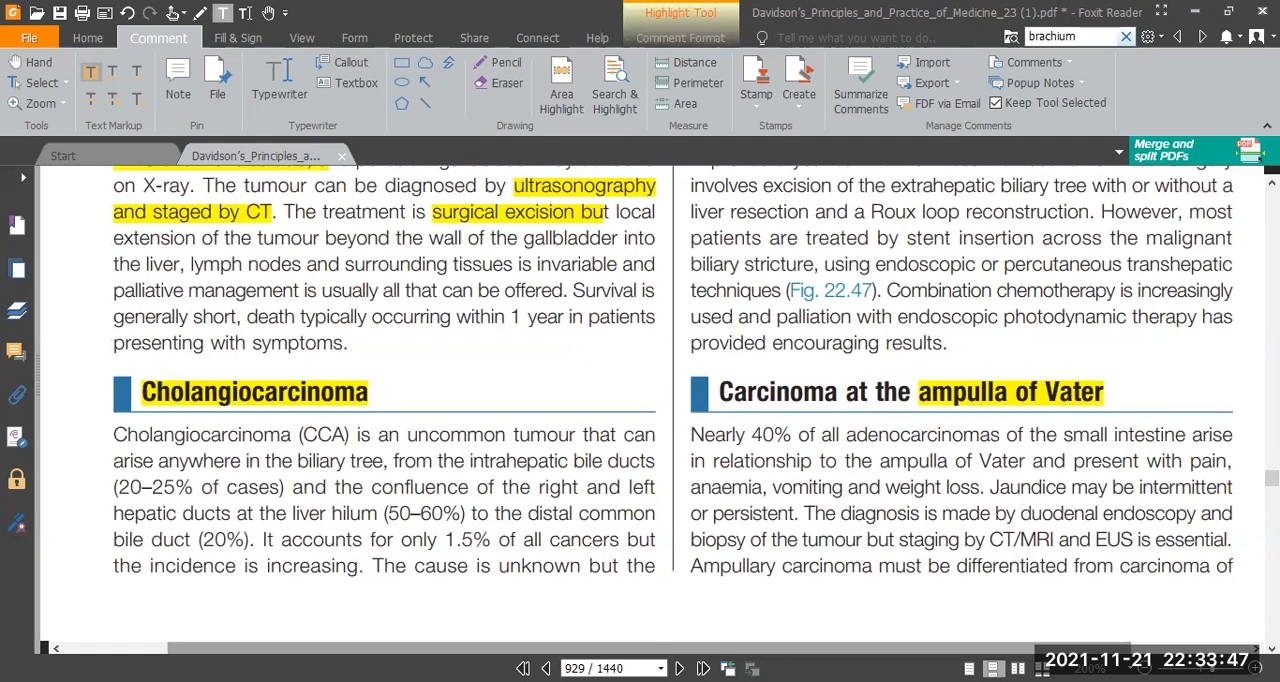 Highlight Tool
Davidson's_Principles_and_Practice_of_Medicine_23 (1).pdf * - Foxit Reader
File
Home
Comment
Fill & Sign
View
Form
Protect
Share
Connect
Help
Comment Format
Tell me what you want to do..
brachium
Hand
Select
Zoom
Tools
Text Markup
Note
File
Pin
Typewriter
Callout
Textbox
Typewriter
Pencil
Eraser
Drawing
Area
Highlight
Search &
Highlight
Distance
Perimeter
Area
Measure
Stamp
Create
Stamps
Summarize
Comments
Import
Export
FDF via Email
Comments
Popup Notes
Keep Tool Selected
Manage Comments
Start
Davidson's_Principles_a...
Merge and
split PDFs
on X-ray. The tumour can be diagnosed by ultrasonography
and staged by CT. The treatment is surgical excision but local
extension of the tumour beyond the wall of the gallbladder into
the liver, lymph nodes and surrounding tissues is invariable and
palliative management is usually all that can be offered. Survival is
generally short, death typically occurring within 1 year in patients
presenting with symptoms.
Cholangiocarcinoma
Cholangiocarcinoma (CCA) is an uncommon tumour that can
arise anywhere in the biliary tree, from the intrahepatic bile ducts
(20–25% of cases) and the confluence of the right and left
hepatic ducts at the liver hilum (50–60%) to the distal common
bile duct (20%). It accounts for only 1.5% of all cancers but
the incidence is increasing. The cause is unknown but the
involves excision of the extrahepatic biliary tree with or without a
liver resection and a Roux loop reconstruction. However, most
patients are treated by stent insertion across the malignant
biliary stricture, using endoscopic or percutaneous transhepatic
techniques (Fig. 22.47). Combination chemotherapy is increasingly
used and palliation with endoscopic photodynamic therapy has
provided encouraging results.
Carcinoma at the ampulla of Vater
Nearly 40% of all adenocarcinomas of the small intestine arise
in relationship to the ampulla of Vater and present with pain,
anaemia, vomiting and weight loss. Jaundice may be intermittent
or persistent. The diagnosis is made by duodenal endoscopy and
biopsy of the tumour but staging by CT/MRI and EUS is essential.
Ampullary carcinoma must be differentiated from carcinoma of
929 / 1440
2021-11-21 22:33:47